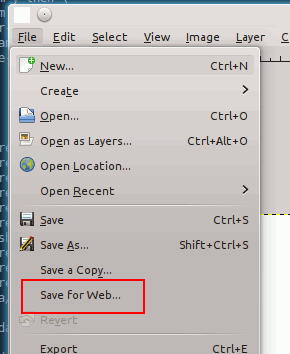 File Edit Select View Image Layer C
New... Ctrl+N
Create
Open... Ctrl+O
Open as Layers... Ctrl+Alt+O
Open Location...
Open Recent
Save Ctrl+S
Save As... Shift+Ctrl+S
Save a Copy...
Save for Web...
Revert
Export Ctrl+E